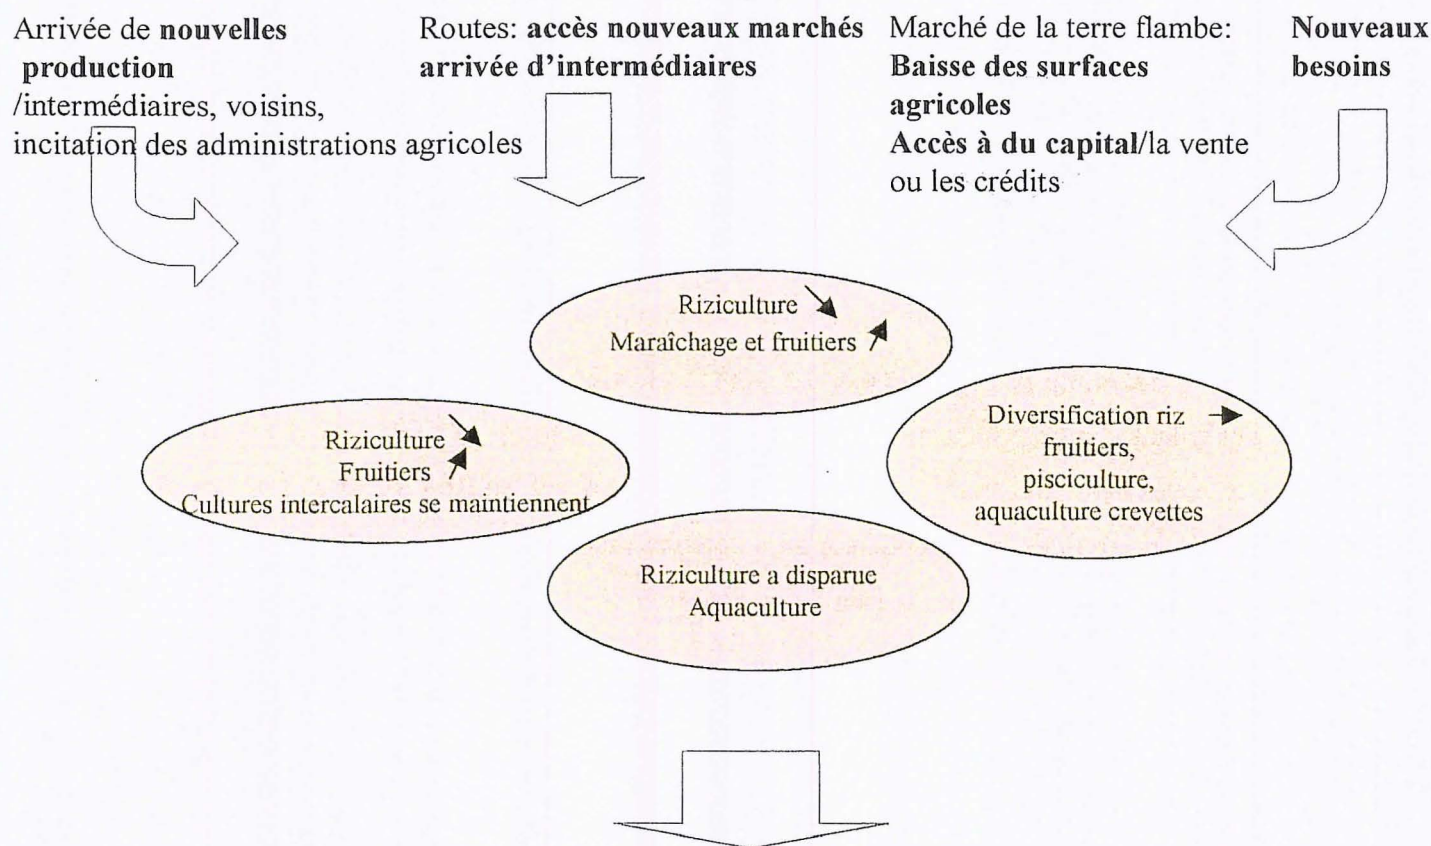 Arrivée de nouvelles
production
/intermédiaires, voisins,
incitation des administrations agricoles
Routes: accès nouveaux marchés
arrivée d'intermédiaires
Marché de la terre flambe:
Baisse des surfaces
agricoles
Accès à du capital/la vente
ou les crédits
Nouveaux
besoins
Riziculture
Maraîchage et fruitiers
Riziculture
Fruitiers
Cultures intercalaires se maintiennent
Diversification riz
fruitiers,
pisciculture,
aquaculture crevettes
Riziculture a disparue
Aquaculture